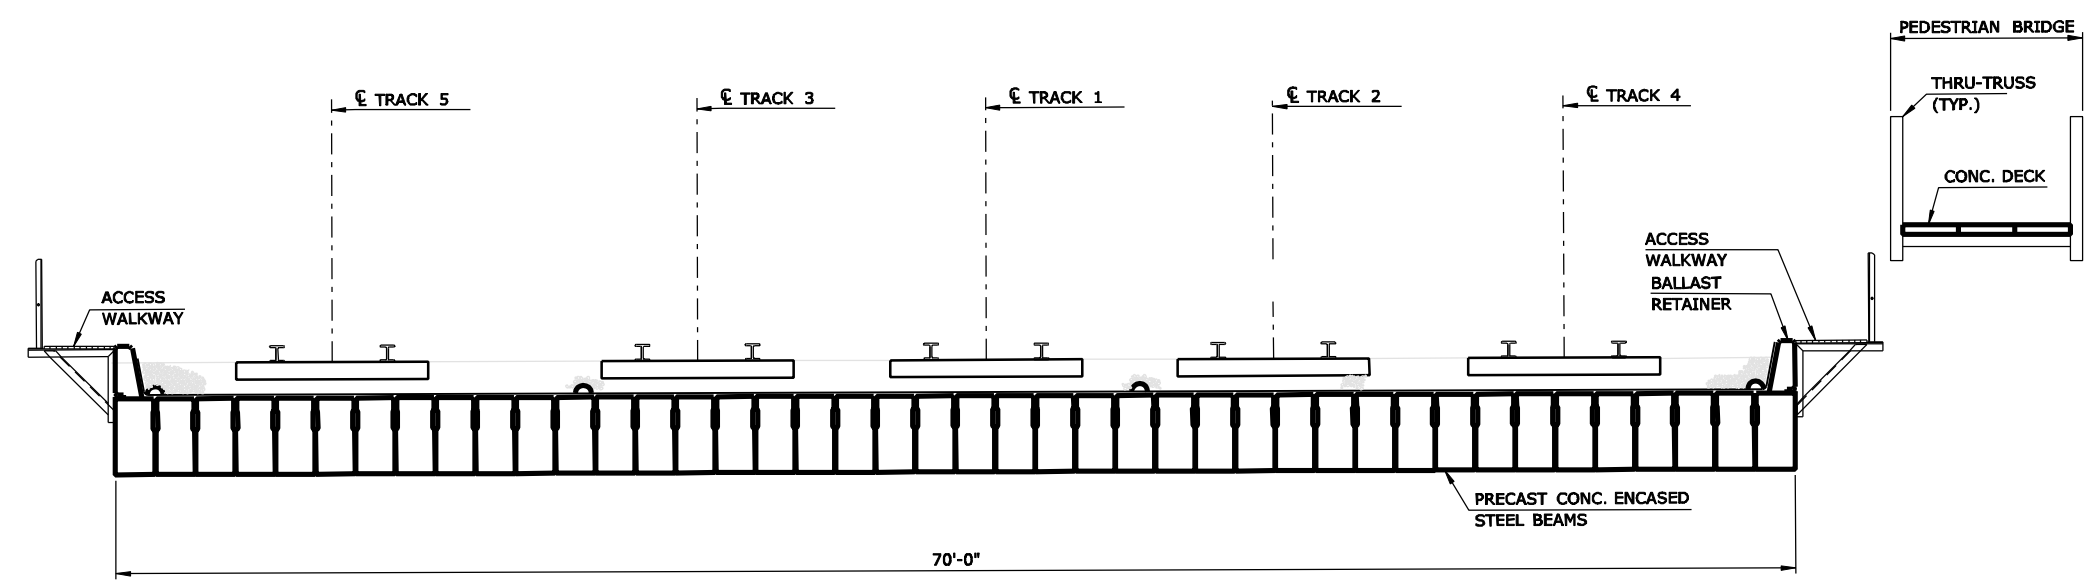 PEDESTRIAN BRIDGE
℄ TRACK 5
℄ TRACK 3
℄ TRACK 1
℄ TRACK 2
℄ TRACK 4
THRU-TRUSS
(TYP.)
CONC. DECK
ACCESS
WALKWAY
BALLAST
RETAINER
ACCESS
WALKWAY
PRECAST CONC. ENCASED
STEEL BEAMS
70'-0"